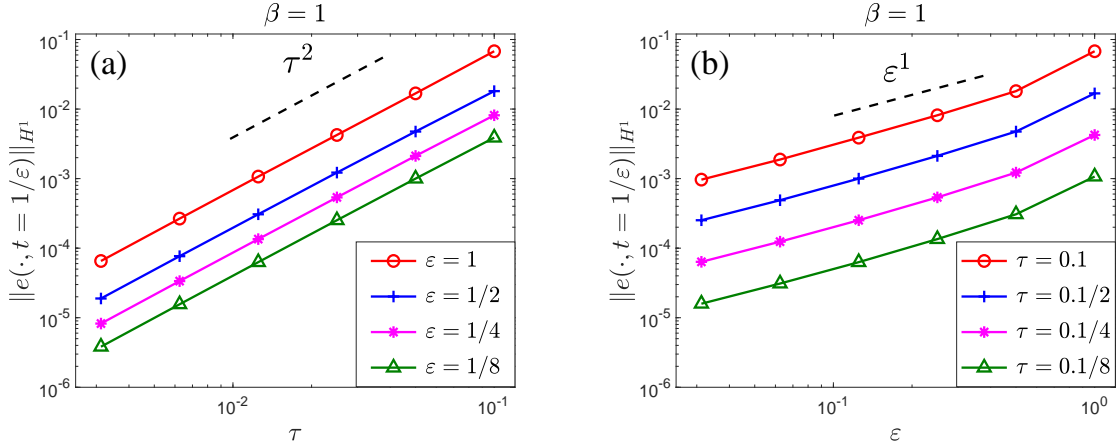 β = 1
(a)
τ²
10⁻¹
10⁻²
10⁻³
10⁻⁴
10⁻⁵
10⁻⁶
||e(·, t = 1/ε)||_{H¹}
ε = 1
ε = 1/2
ε = 1/4
ε = 1/8
10⁻²
10⁻¹
τ
β = 1
(b)
ε¹
10⁻¹
10⁻²
10⁻³
10⁻⁴
10⁻⁵
10⁻⁶
||e(·, t = 1/ε)||_{H¹}
τ = 0.1
τ = 0.1/2
τ = 0.1/4
τ = 0.1/8
10⁻¹
10⁰
ε